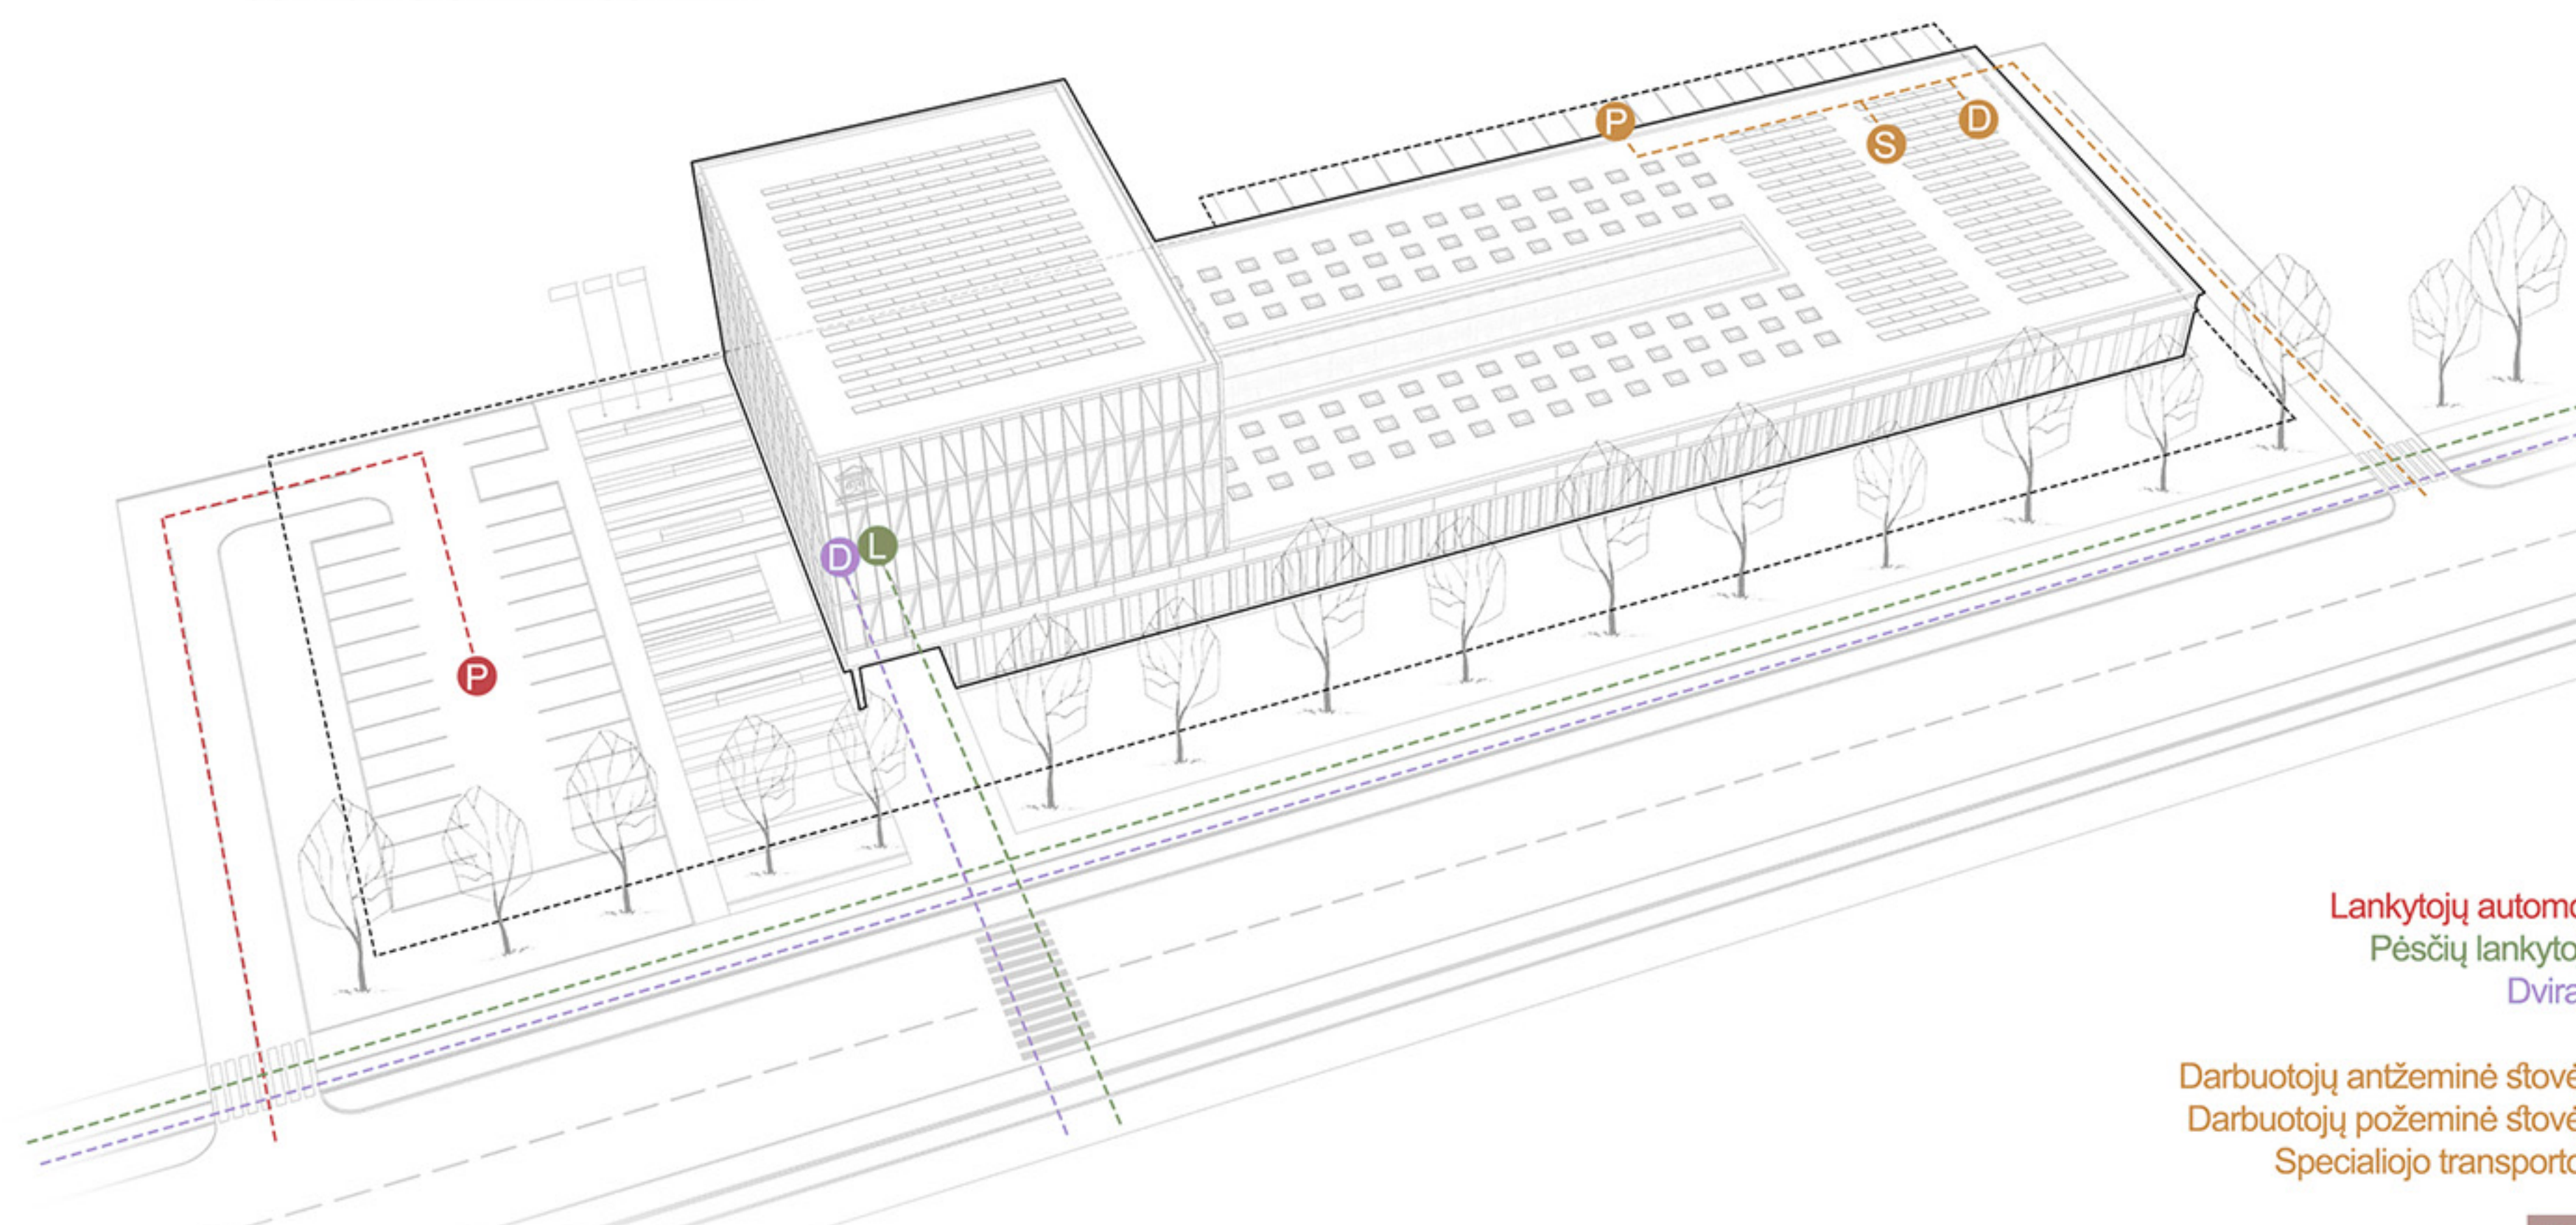 P
S
D
D
L
P
Lankytojų automo
Pėsčių lankyto
Dvira
Darbuotojų antžeminė stovė
Darbuotojų požeminė stovė
Specialiojo transporto